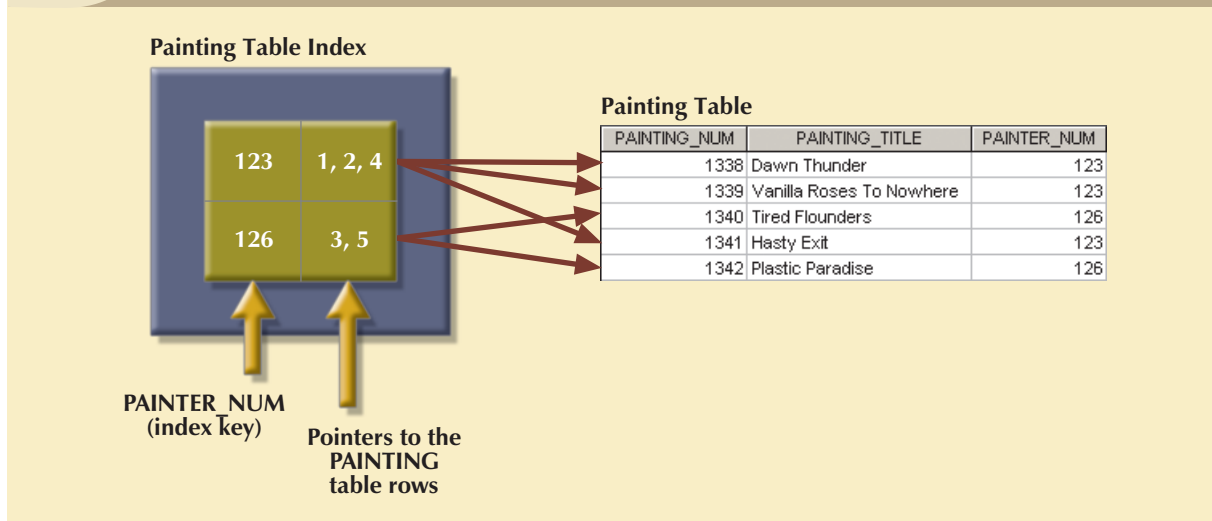 Painting Table Index
123 1, 2, 4
126 3, 5
PAINTER_NUM
(index key)
Pointers to the
PAINTING
table rows
Painting Table
PAINTING_NUM PAINTING_TITLE PAINTER_NUM
1338 Dawn Thunder 123
1339 Vanilla Roses To Nowhere 123
1340 Tired Flounders 126
1341 Hasty Exit 123
1342 Plastic Paradise 126